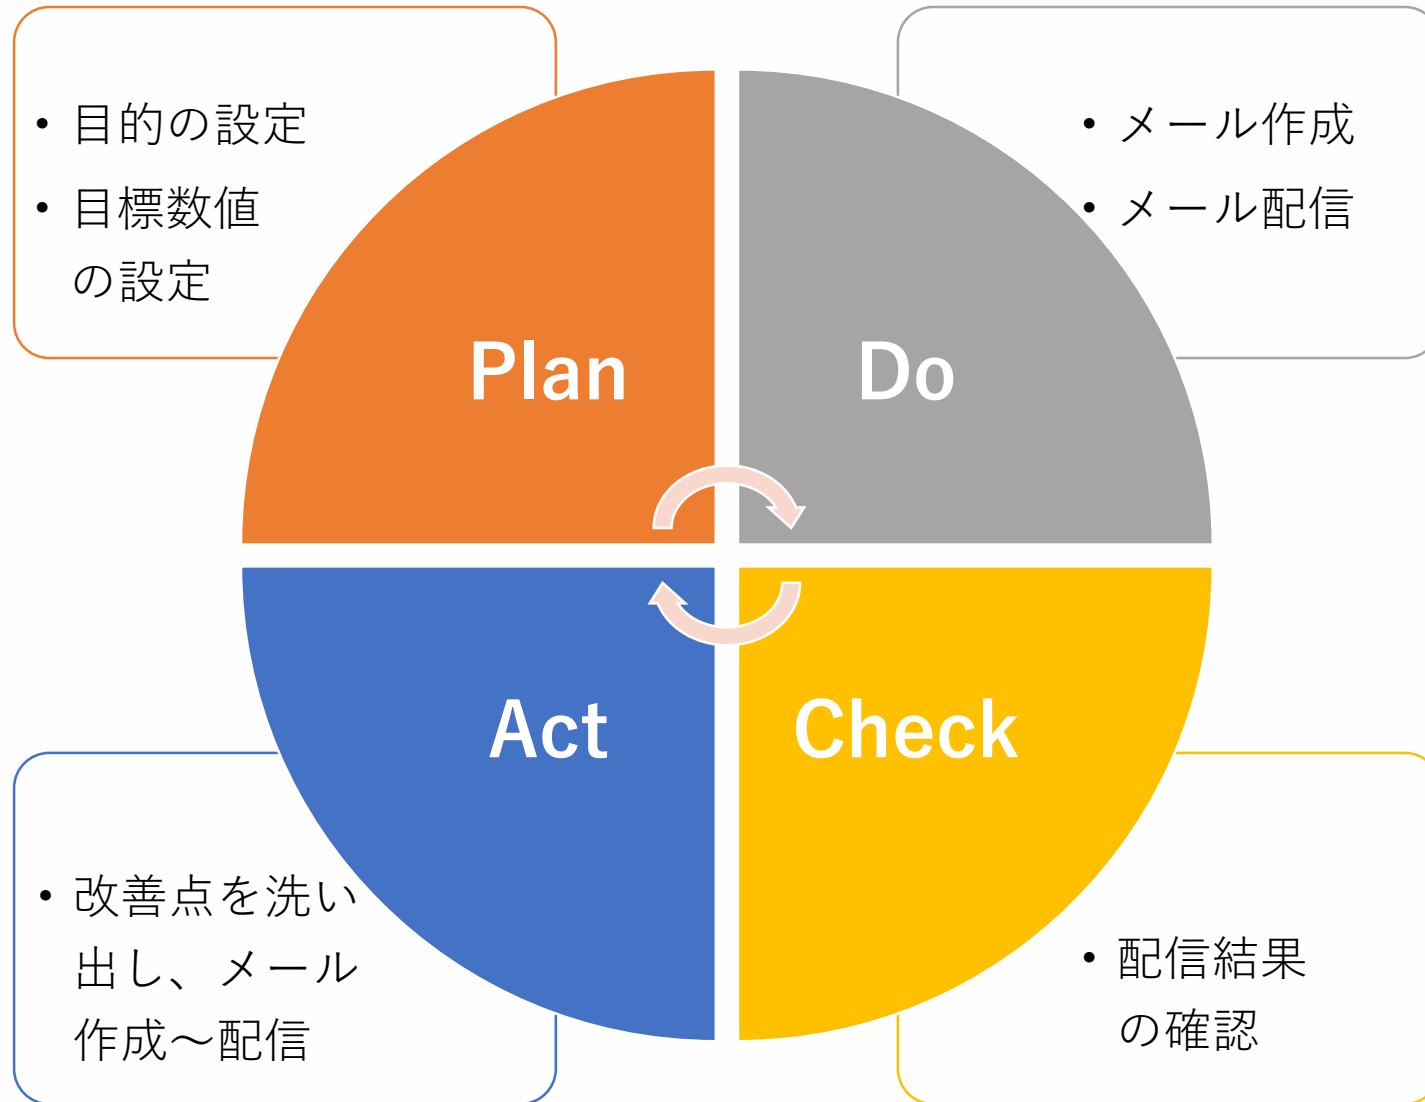 • 目的の設定
• 目標数値
の設定
Plan
• メール作成
• メール配信
Do
Act
• 改善点を洗い
出し、メール
作成～配信
Check
• 配信結果
の確認